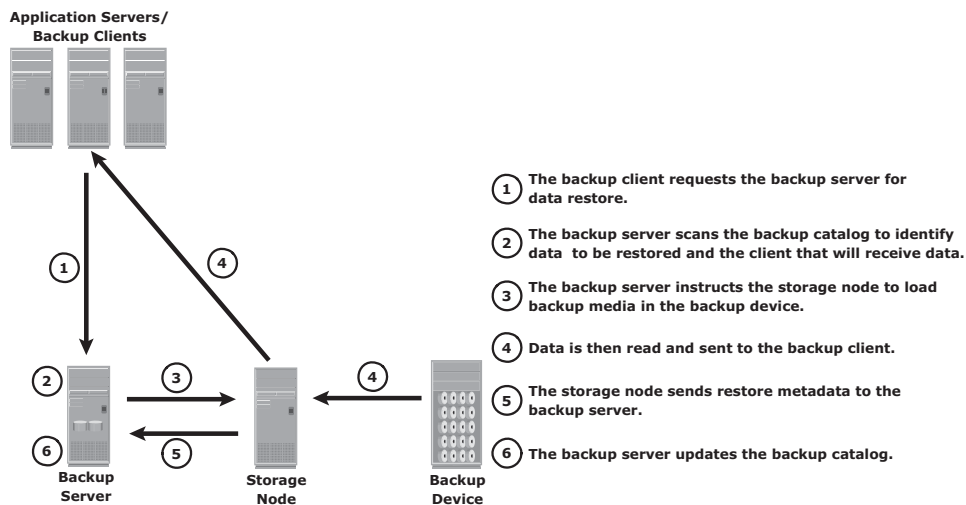 Application Servers/
Backup Clients
1
4
2
3
4
6
5
Backup
Server
Storage
Node
Backup
Device
1 The backup client requests the backup server for
data restore.
2 The backup server scans the backup catalog to identify
data to be restored and the client that will receive data.
3 The backup server instructs the storage node to load
backup media in the backup device.
4 Data is then read and sent to the backup client.
5 The storage node sends restore metadata to the
backup server.
6 The backup server updates the backup catalog.